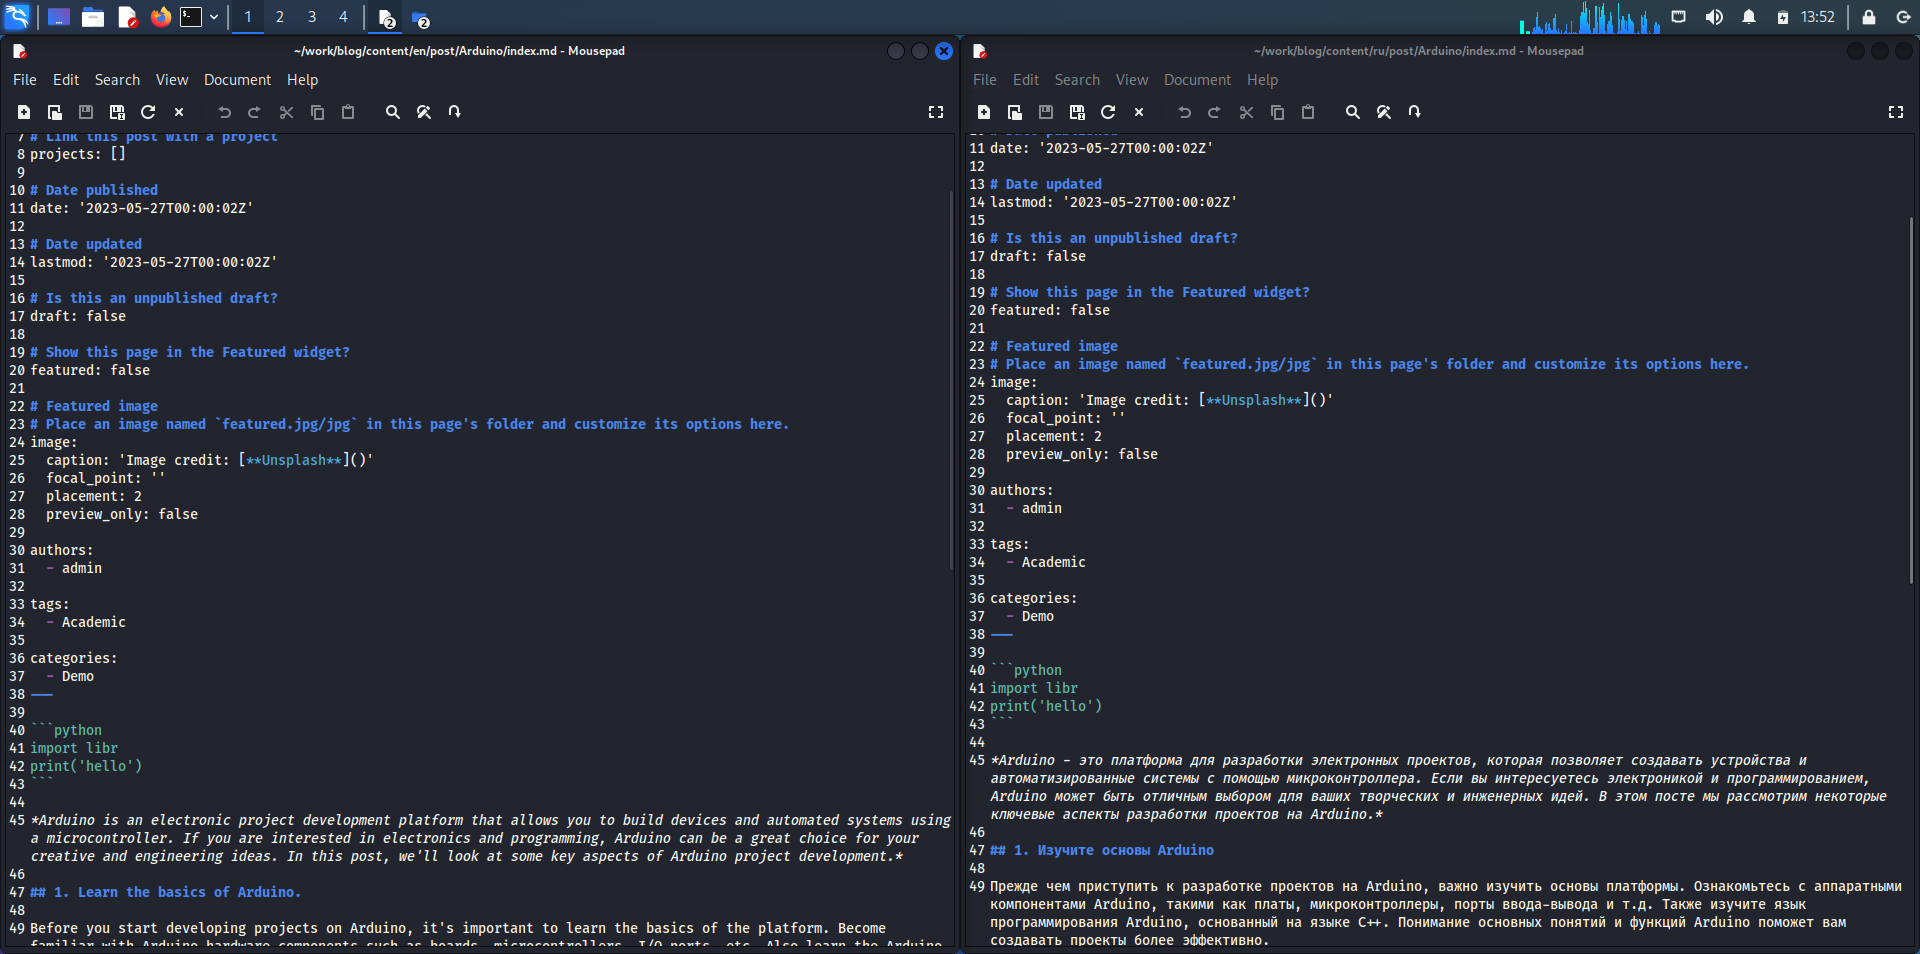 1 2 3 4 2 2 13:52
~/work/blog/content/en/post/Arduino/index.md - Mousepad
File Edit Search View Document Help
7 # Link this post with a project
8 projects: []
9
10 # Date published
11 date: '2023-05-27T00:00:02Z'
12
13 # Date updated
14 lastmod: '2023-05-27T00:00:02Z'
15
16 # Is this an unpublished draft?
17 draft: false
18
19 # Show this page in the Featured widget?
20 featured: false
21
22 # Featured image
23 # Place an image named `featured.jpg/jpg` in this page's folder and customize its options here.
24 image:
25   caption: 'Image credit: [**Unsplash**]()'
26   focal_point: ''
27   placement: 2
28   preview_only: false
29
30 authors:
31   - admin
32
33 tags:
34   - Academic
35
36 categories:
37   - Demo
38 ---
39
40 ```python
41 import libr
42 print('hello')
43 ```
44
45 *Arduino is an electronic project development platform that allows you to build devices and automated systems using
a microcontroller. If you are interested in electronics and programming, Arduino can be a great choice for your
creative and engineering ideas. In this post, we'll look at some key aspects of Arduino project development.*
46
47 ## 1. Learn the basics of Arduino.
48
49 Before you start developing projects on Arduino, it's important to learn the basics of the platform. Become
familiar with Arduino hardware components such as boards, microcontrollers, I/O ports, etc. Also learn the Arduino
~/work/blog/content/ru/post/Arduino/index.md - Mousepad
File Edit Search View Document Help
10 # Date published
11 date: '2023-05-27T00:00:02Z'
12
13 # Date updated
14 lastmod: '2023-05-27T00:00:02Z'
15
16 # Is this an unpublished draft?
17 draft: false
18
19 # Show this page in the Featured widget?
20 featured: false
21
22 # Featured image
23 # Place an image named `featured.jpg/jpg` in this page's folder and customize its options here.
24 image:
25   caption: 'Image credit: [**Unsplash**]()'
26   focal_point: ''
27   placement: 2
28   preview_only: false
29
30 authors:
31   - admin
32
33 tags:
34   - Academic
35
36 categories:
37   - Demo
38 ---
39
40 ```python
41 import libr
42 print('hello')
43 ```
44
45 *Arduino - это платформа для разработки электронных проектов, которая позволяет создавать устройства и
автоматизированные системы с помощью микроконтроллера. Если вы интересуетесь электроникой и программированием,
Arduino может быть отличным выбором для ваших творческих и инженерных идей. В этом посте мы рассмотрим некоторые
ключевые аспекты разработки проектов на Arduino.*
46
47 ## 1. Изучите основы Arduino
48
49 Прежде чем приступить к разработке проектов на Arduino, важно изучить основы платформы. Ознакомьтесь с аппаратными
компонентами Arduino, такими как платы, микроконтроллеры, порты ввода-вывода и т.д. Также изучите язык
программирования Arduino, основанный на языке C++. Понимание основных понятий и функций Arduino поможет вам
создавать проекты более эффективно.